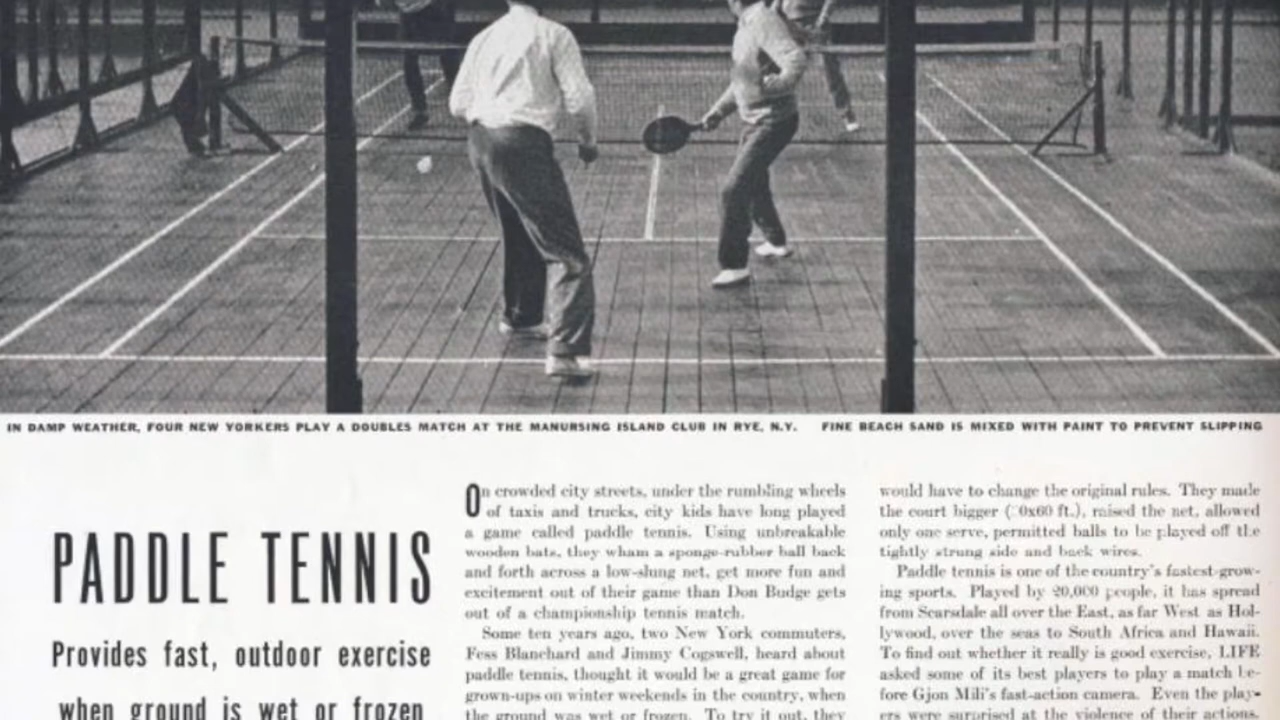 IN DAMP WEATHER, FOUR NEW YORKERS PLAY A DOUBLES MATCH AT THE MANURSING ISLAND CLUB IN RYE, N.Y. FINE BEACH SAND IS MIXED WITH PAINT TO PREVENT SLIPPING
PADDLE TENNIS
Provides fast, outdoor exercise
when ground is wet or frozen
On crowded city streets, under the rumbling wheels
of taxis and trucks, city kids have long played
a game called paddle tennis. Using unbreakable
wooden bats, they wham a sponge-rubber ball back
and forth across a low-slung net, get more fun and
excitement out of their game than Don Budge gets
out of a championship tennis match.
Some ten years ago, two New York commuters,
Fess Blanchard and Jimmy Cogswell, heard about
paddle tennis, thought it would be a great game for
grown-ups on winter weekends in the country, when
the ground was wet or frozen. To try it out, they
would have to change the original rules. They made
the court bigger ( 0x60 ft.), raised the net, allowed
only one serve, permitted balls to be played off the
tightly strung side and back wires.
Paddle tennis is one of the country's fastest-grow-
ing sports. Played by 20,000 people, it has spread
from Scarsdale all over the East, as far West as Hol-
lywood, over the seas to South Africa and Hawaii.
To find out whether it really is good exercise, LIFE
asked some of its best players to play a match be-
fore Gjon Mili's fast-action camera. Even the play-
ers were surprised at the violence of their actions.